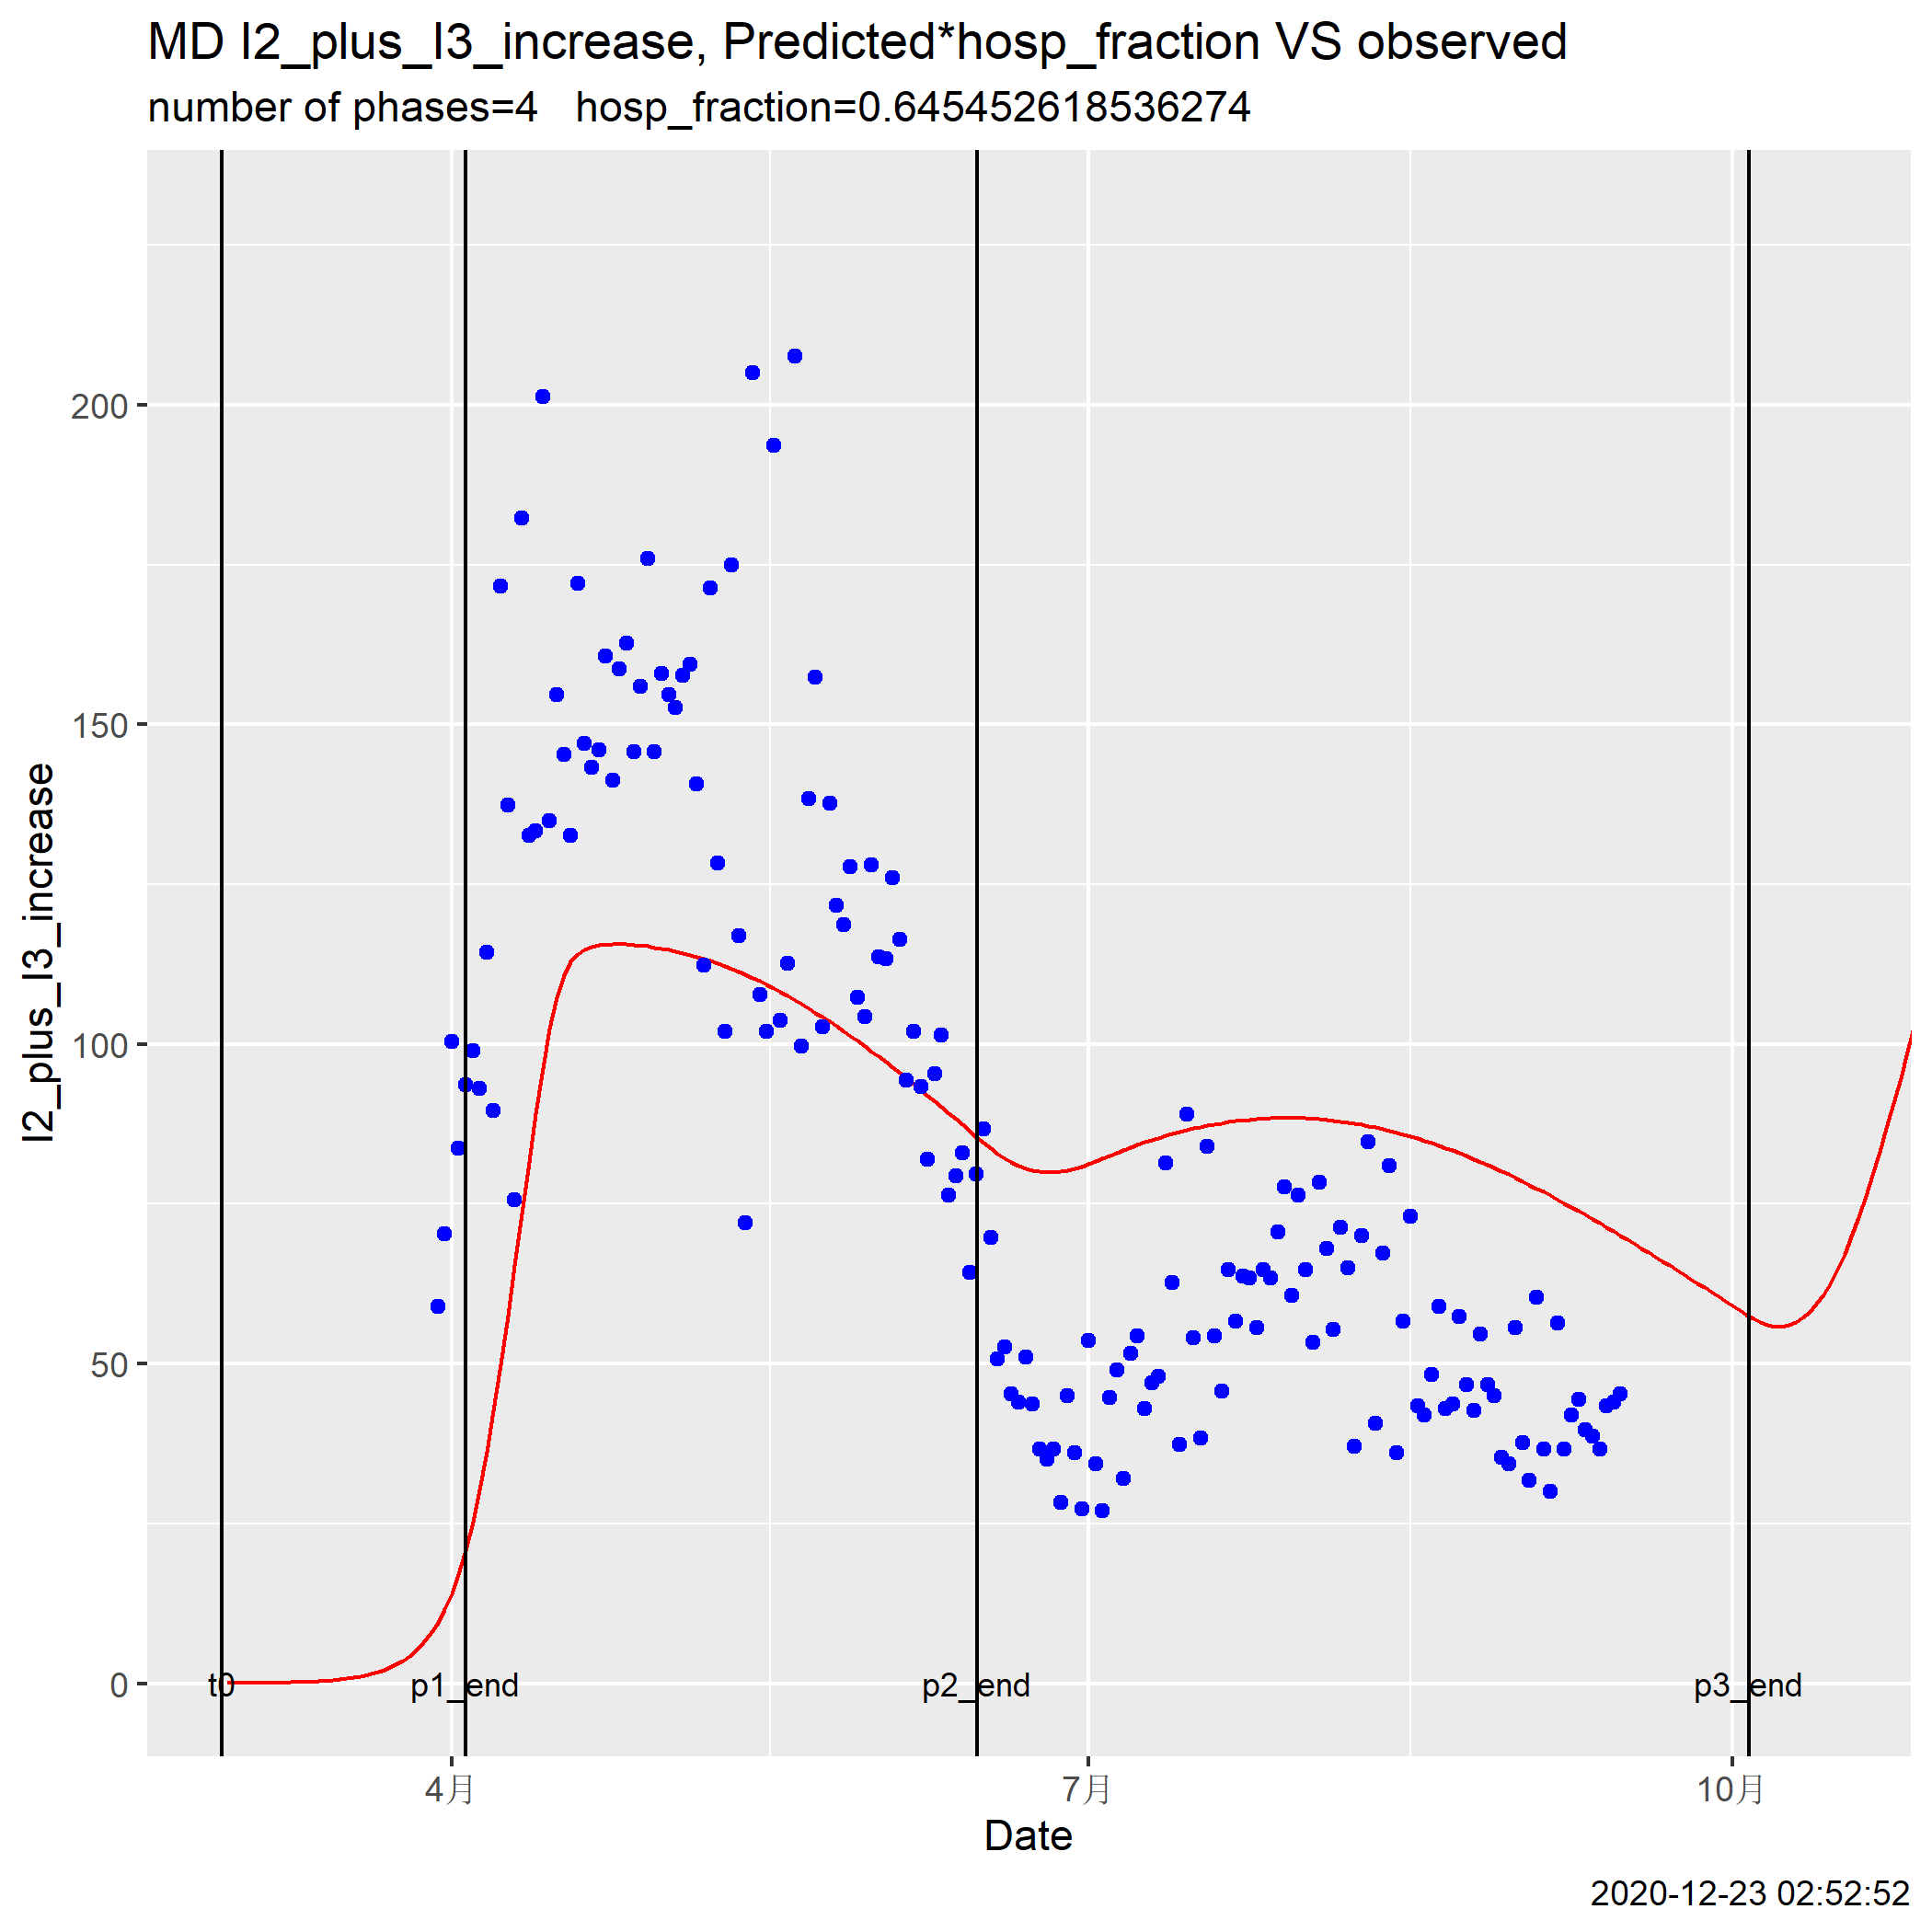 MD I2_plus_I3_increase, Predicted*hosp_fraction VS observed
number of phases=4   hosp_fraction=0.645452618536274
I2_plus_I3_increase
200
150
100
50
0
t0
p1_end
p2_end
p3_end
4月
7月
10月
Date
2020-12-23 02:52:52